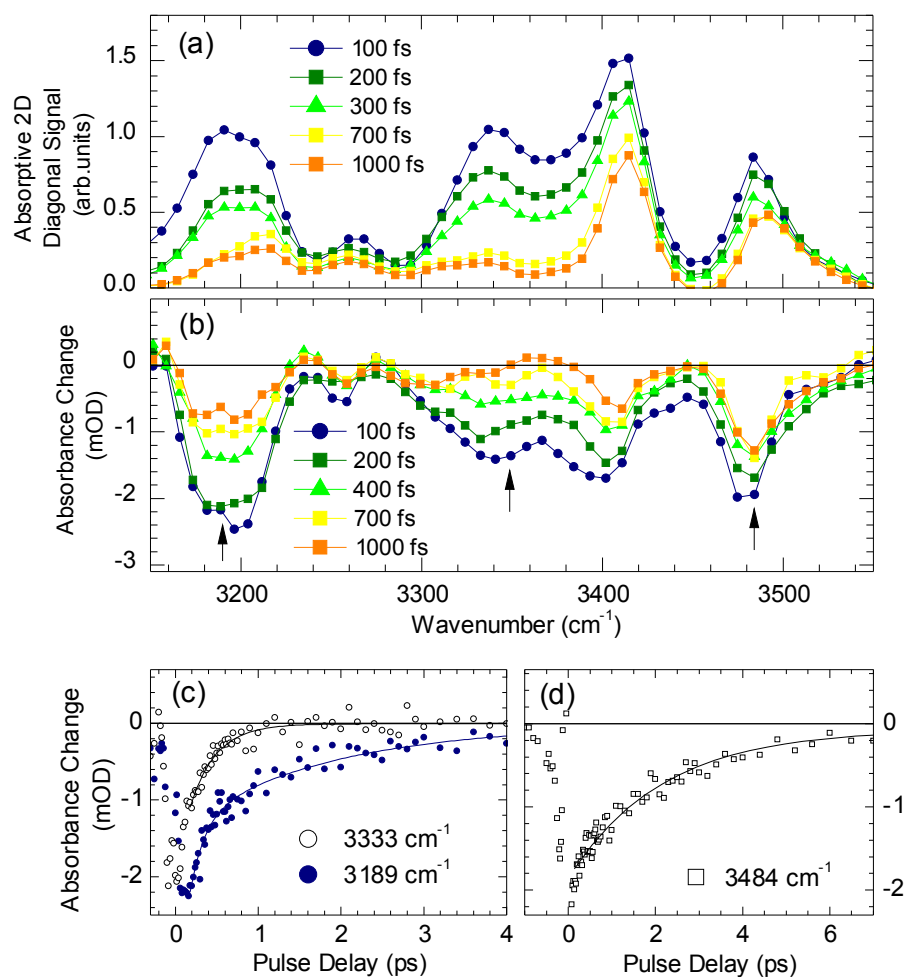 (a)
100 fs
200 fs
300 fs
700 fs
1000 fs
Absorptive 2D
Diagonal Signal
(arb.units)
1.5
1.0
0.5
0.0
(b)
100 fs
200 fs
400 fs
700 fs
1000 fs
Absorbance Change
(mOD)
0
-1
-2
-3
3200 3300 3400 3500
Wavenumber (cm⁻¹)
(c)
3333 cm⁻¹
3189 cm⁻¹
Absorbance Change
(mOD)
0
-1
-2
0 1 2 3 4
Pulse Delay (ps)
(d)
3484 cm⁻¹
0
-1
-2
0 2 4 6
Pulse Delay (ps)